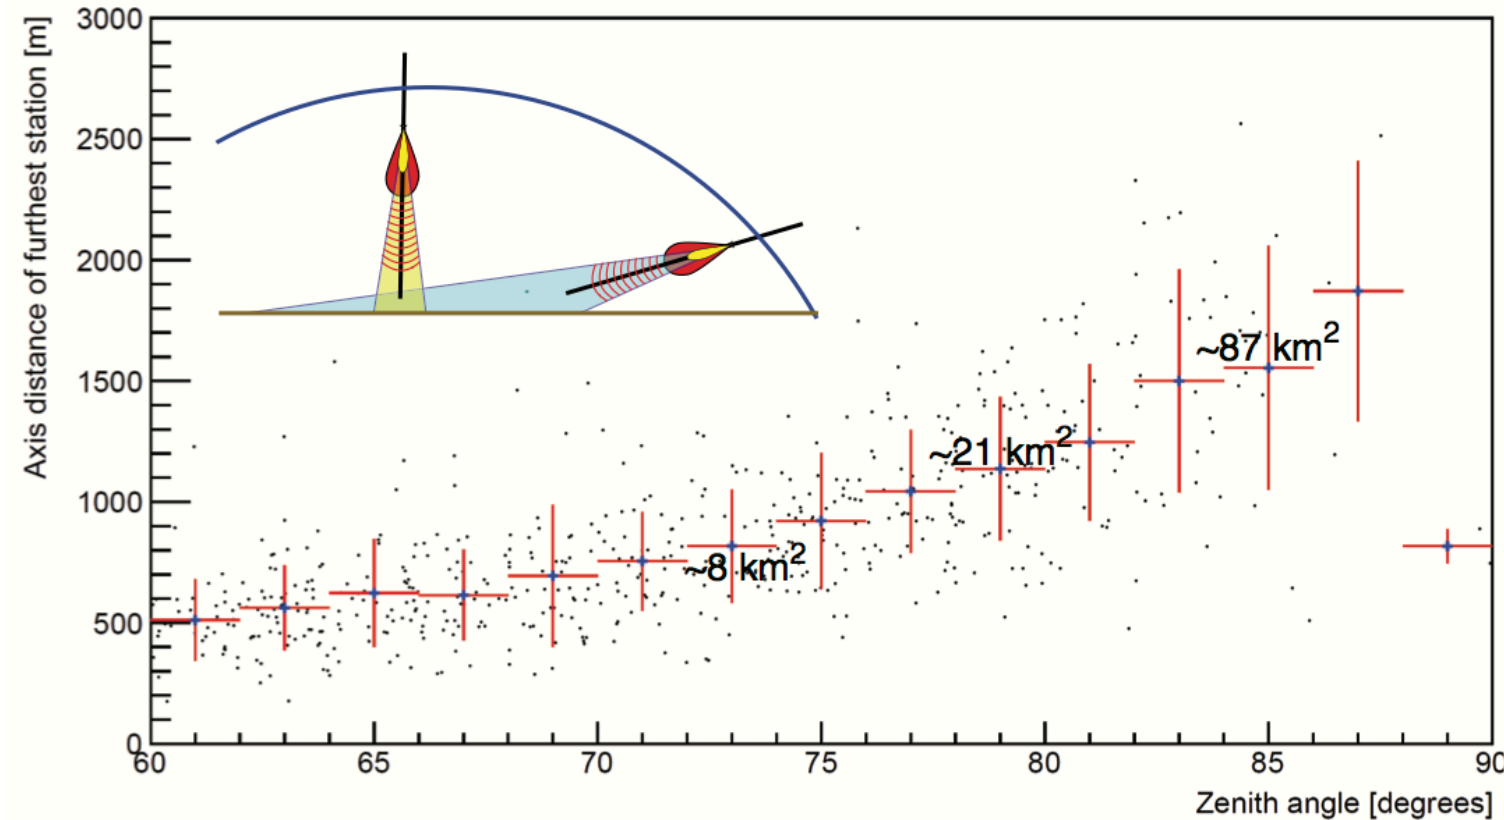 Axis distance of furthest station [m]
3000
2500
2000
1500
1000
500
0
~87 km²
~21 km²
~8 km²
60 65 70 75 80 85 90
Zenith angle [degrees]